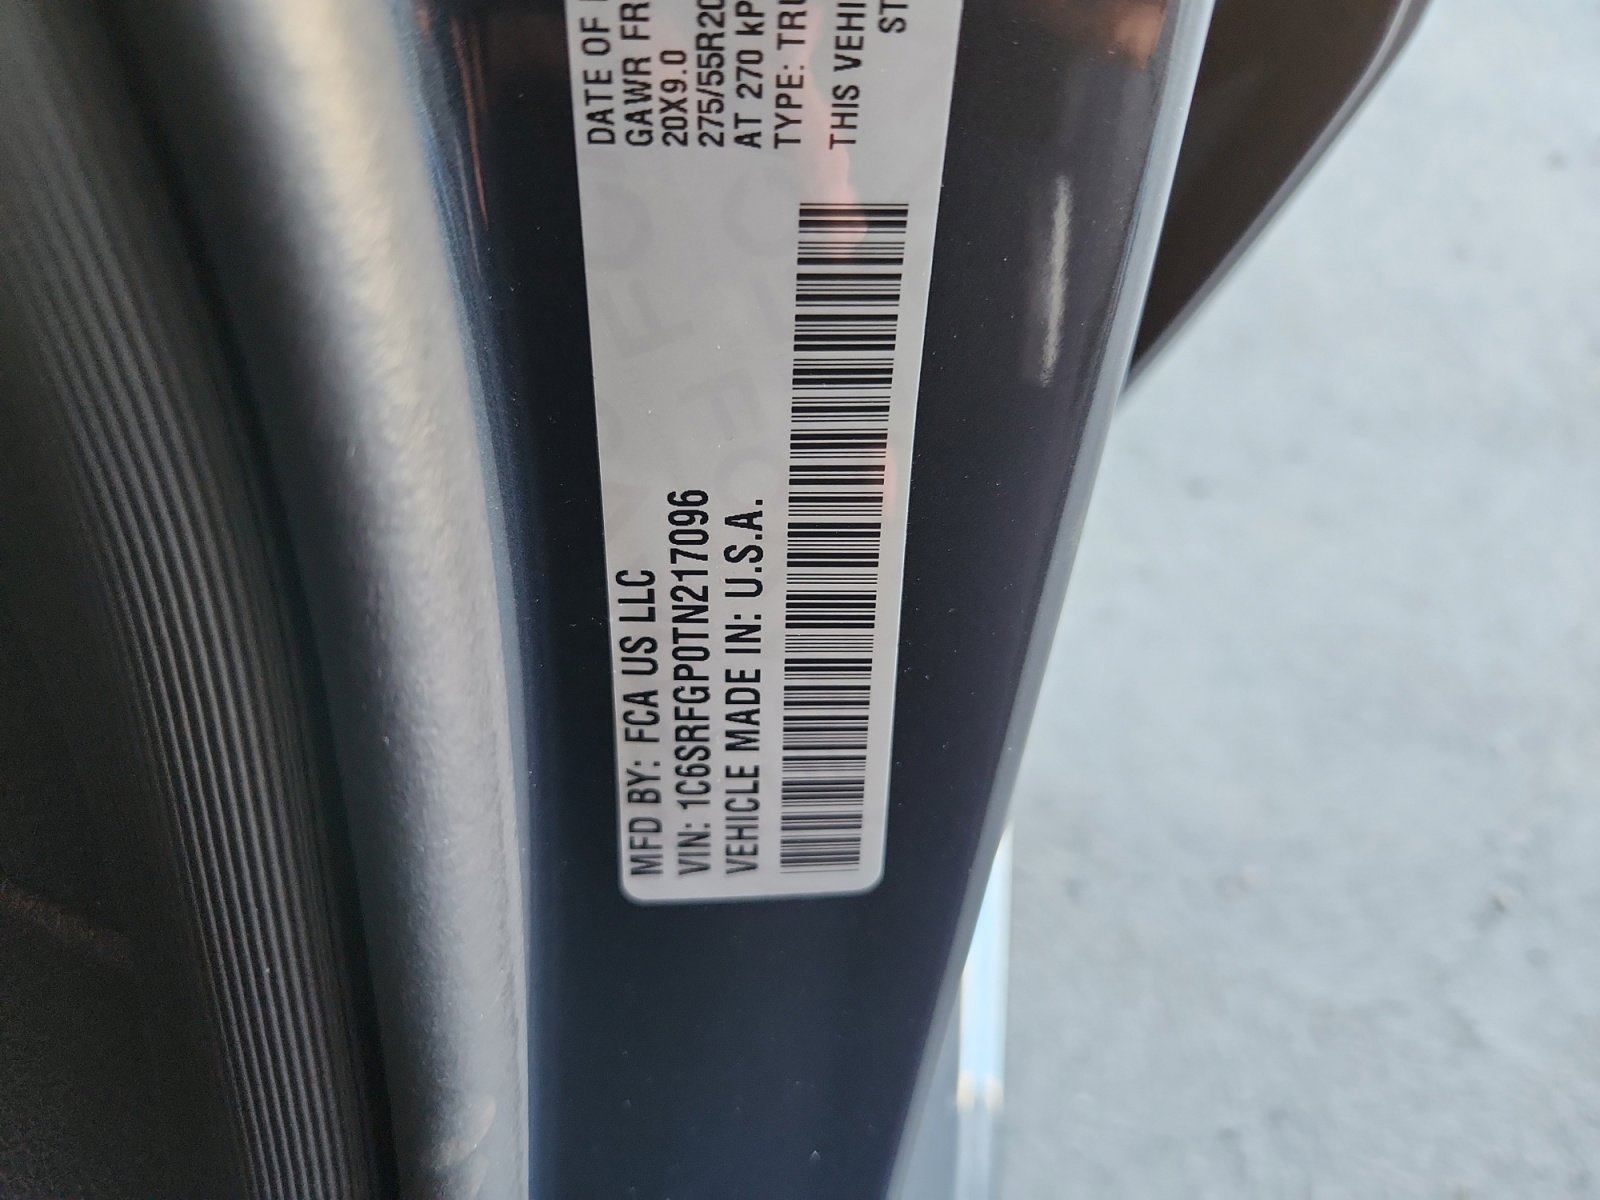 MFD BY: FCA US LLC
VIN: 1C6SRFGP0TN217096
VEHICLE MADE IN: U.S.A.
DATE OF
GAWR FR
20X9.0
275/55R20
AT 270 kP
TYPE: TRU
THIS VEHI
ST